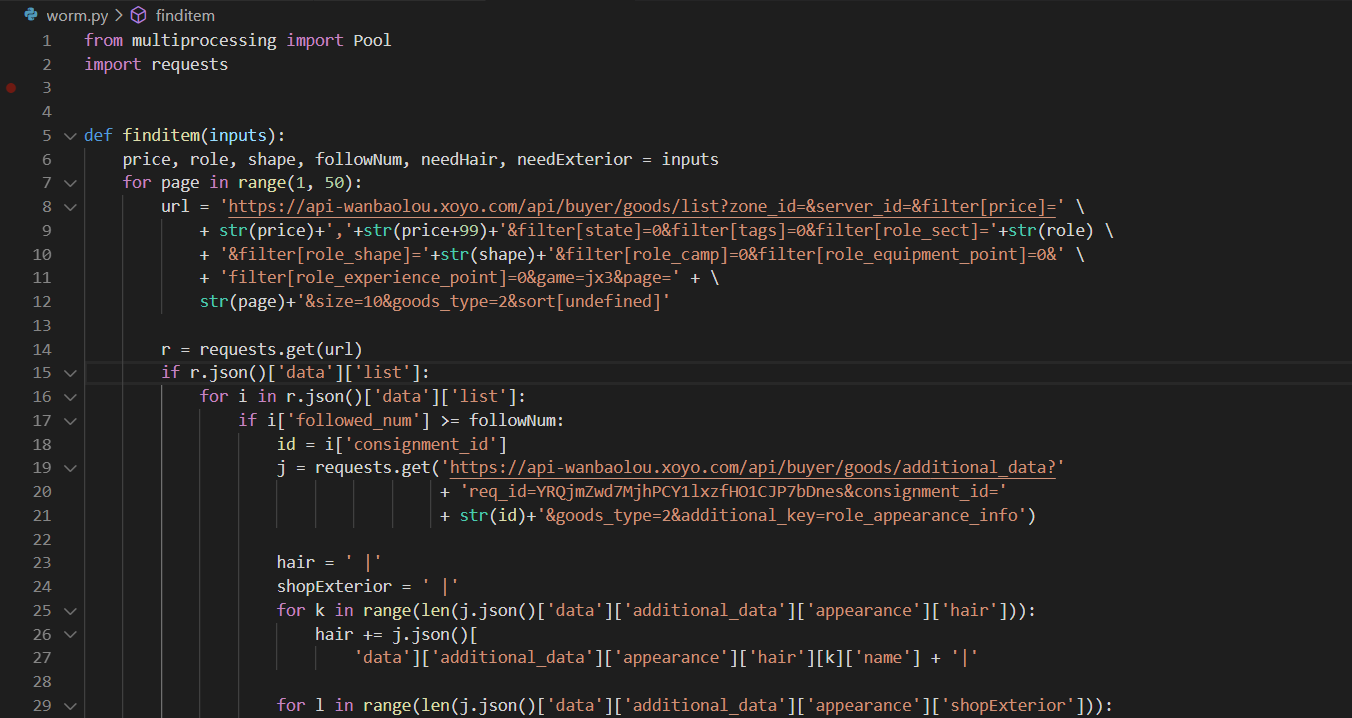 worm.py > finditem
1 from multiprocessing import Pool
2 import requests
3
4
5 def finditem(inputs):
6 price, role, shape, followNum, needHair, needExterior = inputs
7 for page in range(1, 50):
8 url = 'https://api-wanbaolou.xoyo.com/api/buyer/goods/list?zone_id=&server_id=&filter[price]=' \
9 + str(price)+','+str(price+99)+'&filter[state]=0&filter[tags]=0&filter[role_sect]='+str(role) \
10 + '&filter[role_shape]='+str(shape)+'&filter[role_camp]=0&filter[role_equipment_point]=0&' \
11 + 'filter[role_experience_point]=0&game=jx3&page=' + \
12 str(page)+'&size=10&goods_type=2&sort[undefined]'
13
14 r = requests.get(url)
15 if r.json()['data']['list']:
16 for i in r.json()['data']['list']:
17 if i['followed_num'] >= followNum:
18 id = i['consignment_id']
19 j = requests.get('https://api-wanbaolou.xoyo.com/api/buyer/goods/additional_data?'
20 + 'req_id=YRQjmZwd7MjhPCY1lxzfHO1CJP7bDnes&consignment_id='
21 + str(id)+'&goods_type=2&additional_key=role_appearance_info')
22
23 hair = ' |'
24 shopExterior = ' |'
25 for k in range(len(j.json()['data']['additional_data']['appearance']['hair'])):
26 hair += j.json()[
27 'data']['additional_data']['appearance']['hair'][k]['name'] + '|'
28
29 for l in range(len(j.json()['data']['additional_data']['appearance']['shopExterior'])):